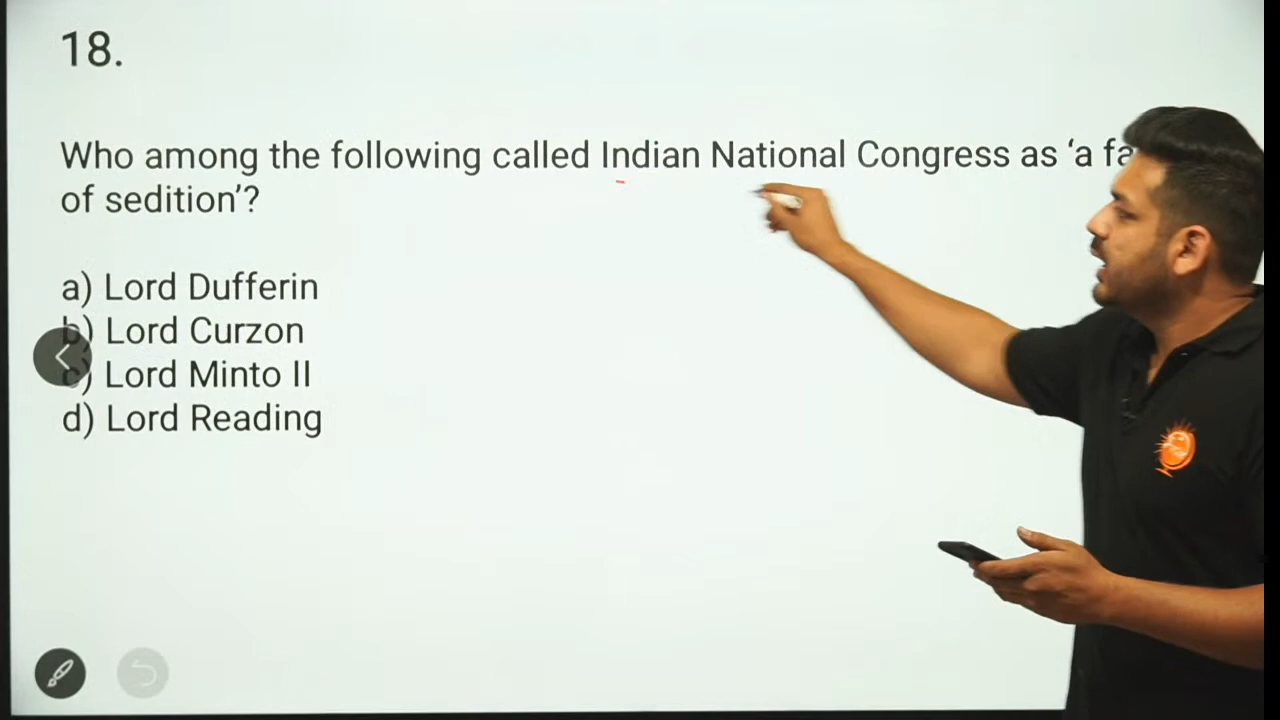 18.
Who among the following called Indian National Congress as ‘a
of sedition’?
a) Lord Dufferin
b) Lord Curzon
c) Lord Minto II
d) Lord Reading